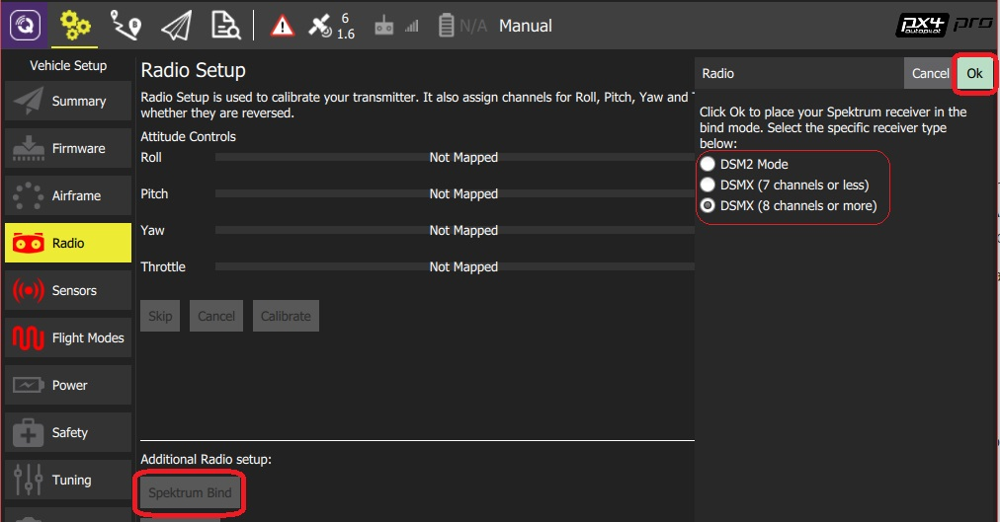 6
1.6
N/A
Manual
px4
autopilot
pro
Vehicle Setup
Summary
Firmware
Airframe
Radio
Sensors
Flight Modes
Power
Safety
Tuning
Radio Setup
Radio Setup is used to calibrate your transmitter. It also assign channels for Roll, Pitch, Yaw and
whether they are reversed.
Attitude Controls
Roll Not Mapped
Pitch Not Mapped
Yaw Not Mapped
Throttle Not Mapped
Skip Cancel Calibrate
Additional Radio setup:
Spektrum Bind
Radio Cancel Ok
Click Ok to place your Spektrum receiver in the
bind mode. Select the specific receiver type
below:
DSM2 Mode
DSMX (7 channels or less)
DSMX (8 channels or more)